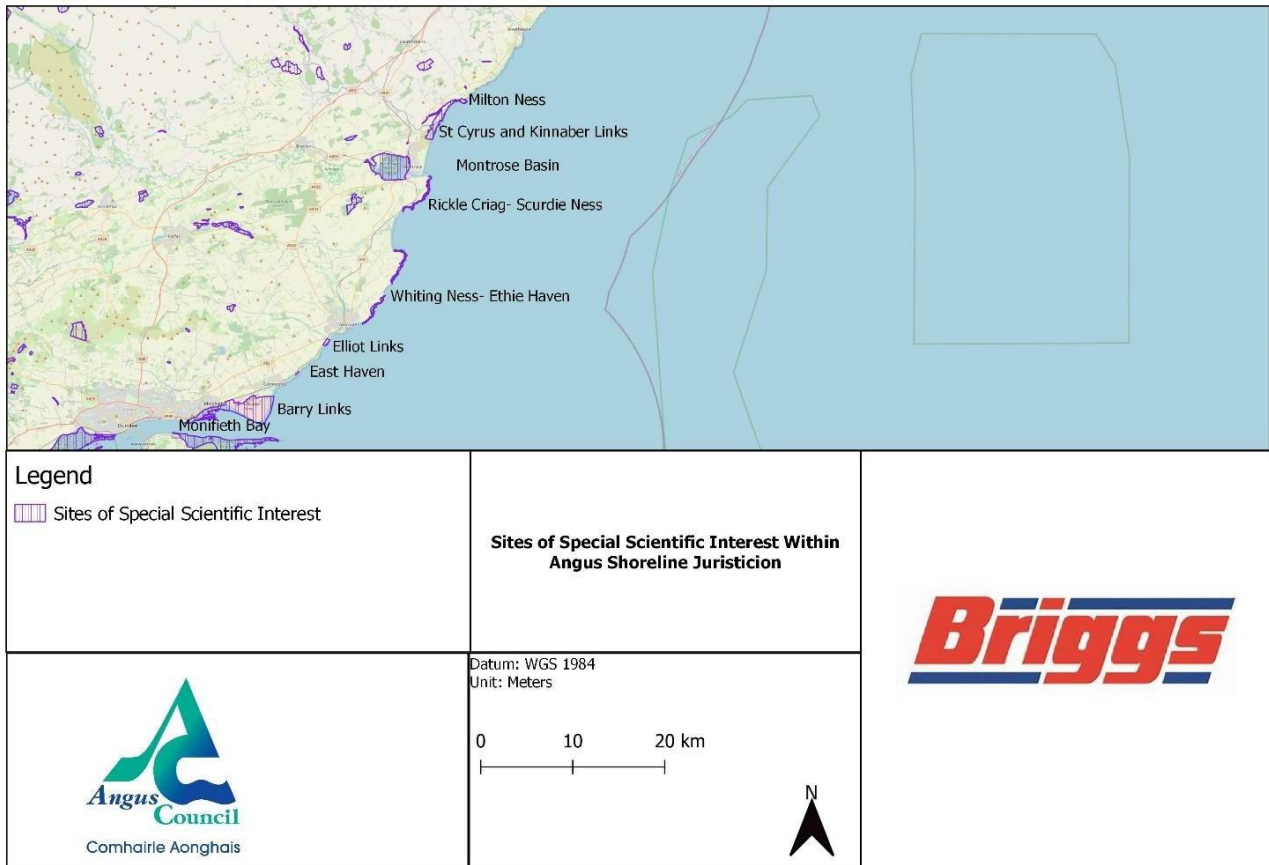 Milton Ness
St Cyrus and Kinnaber Links
Montrose Basin
Rickle Criag- Scurdie Ness
Whiting Ness- Ethie Haven
Elliot Links
East Haven
Barry Links
Monifieth Bay
Dundee
Legend
Sites of Special Scientific Interest
Sites of Special Scientific Interest Within
Angus Shoreline Juristicion
Briggs
Datum: WGS 1984
Unit: Meters
0 10 20 km
N
Angus
Council
Comhairle Aonghais